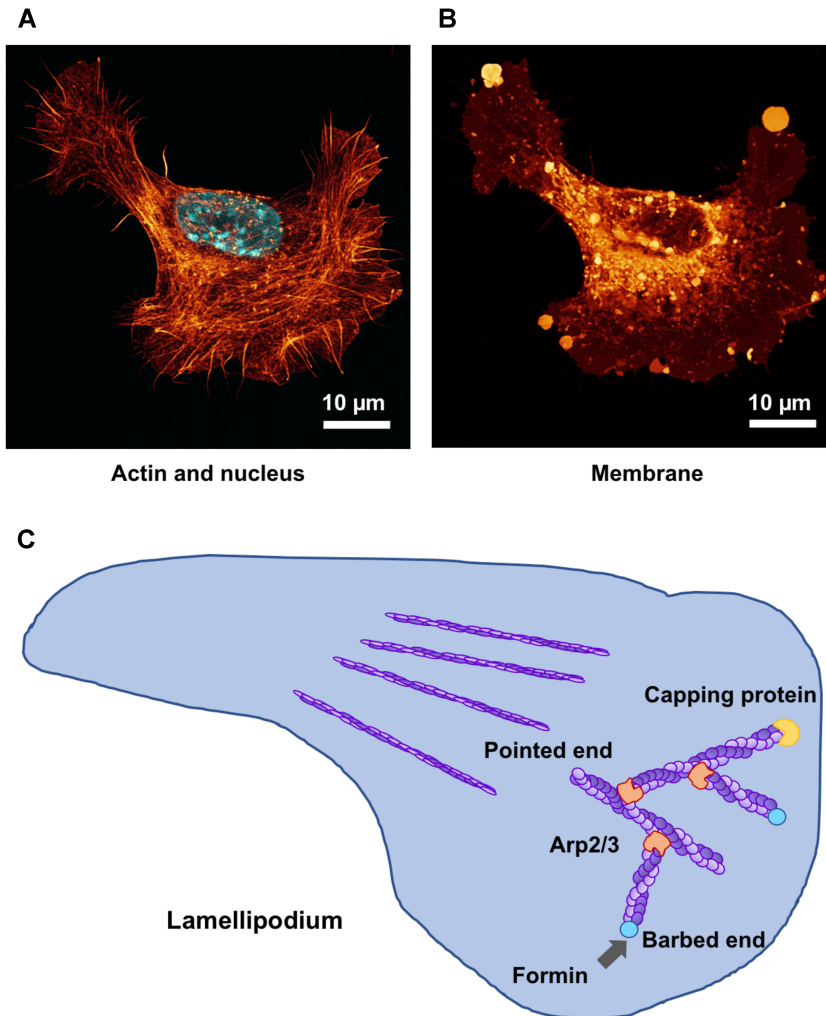 A
B
10 µm
10 µm
Actin and nucleus
Membrane
C
Capping protein
Pointed end
Arp2/3
Lamellipodium
Barbed end
Formin